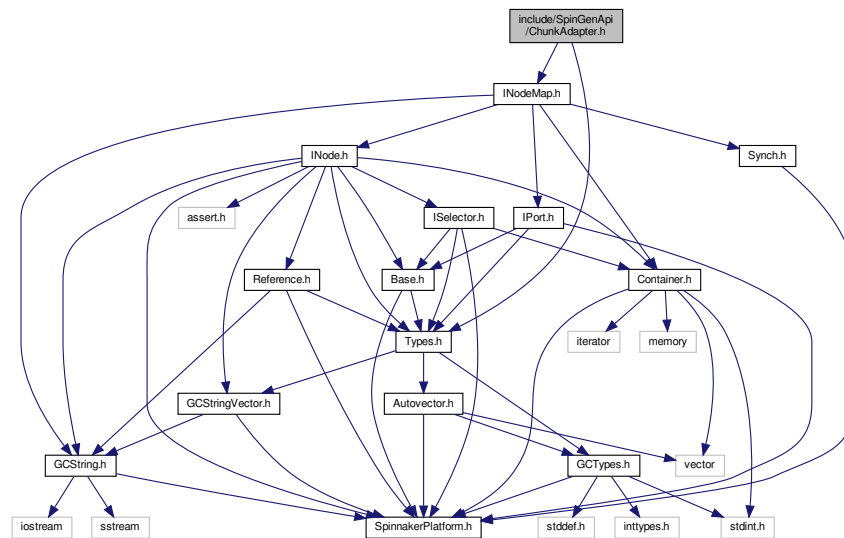 include/SpinGenApi
/ChunkAdapter.h
INodeMap.h
INode.h
Synch.h
assert.h
ISelector.h
IPort.h
Reference.h
Base.h
Container.h
Types.h
iterator
memory
GCStringVector.h
Autovector.h
GCString.h
GCTypes.h
vector
iostream
sstream
SpinnakerPlatform.h
stddef.h
inttypes.h
stdint.h